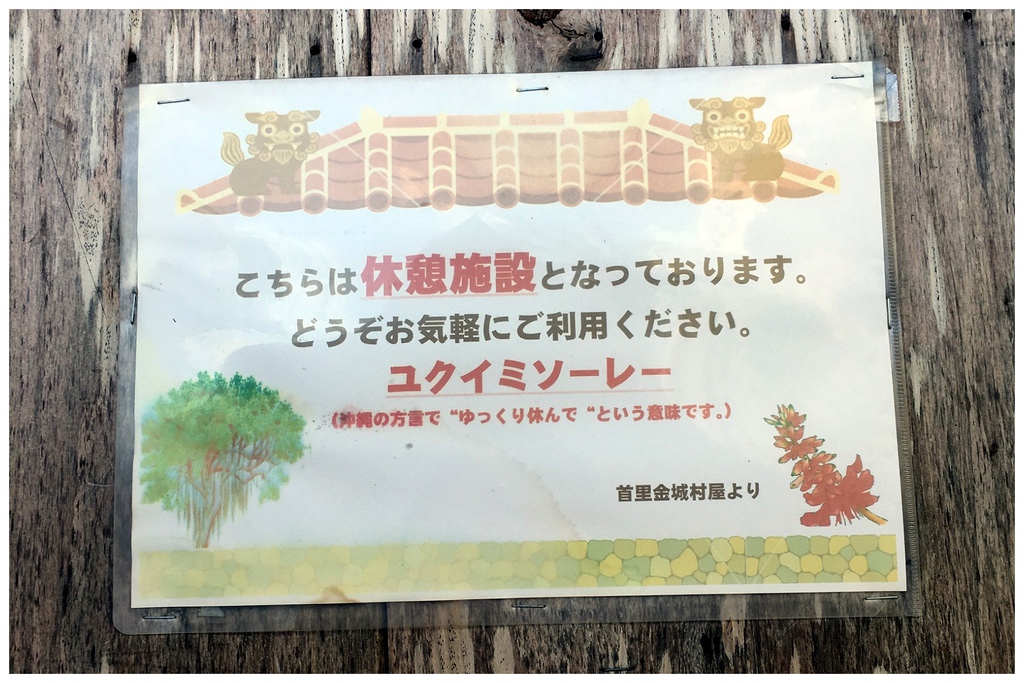 こちらは休憩施設となっております。
どうぞお気軽にご利用ください。
ユクイミソーレー
(沖縄の方言で“ゆっくり休んで“という意味です。)
首里金城村屋より